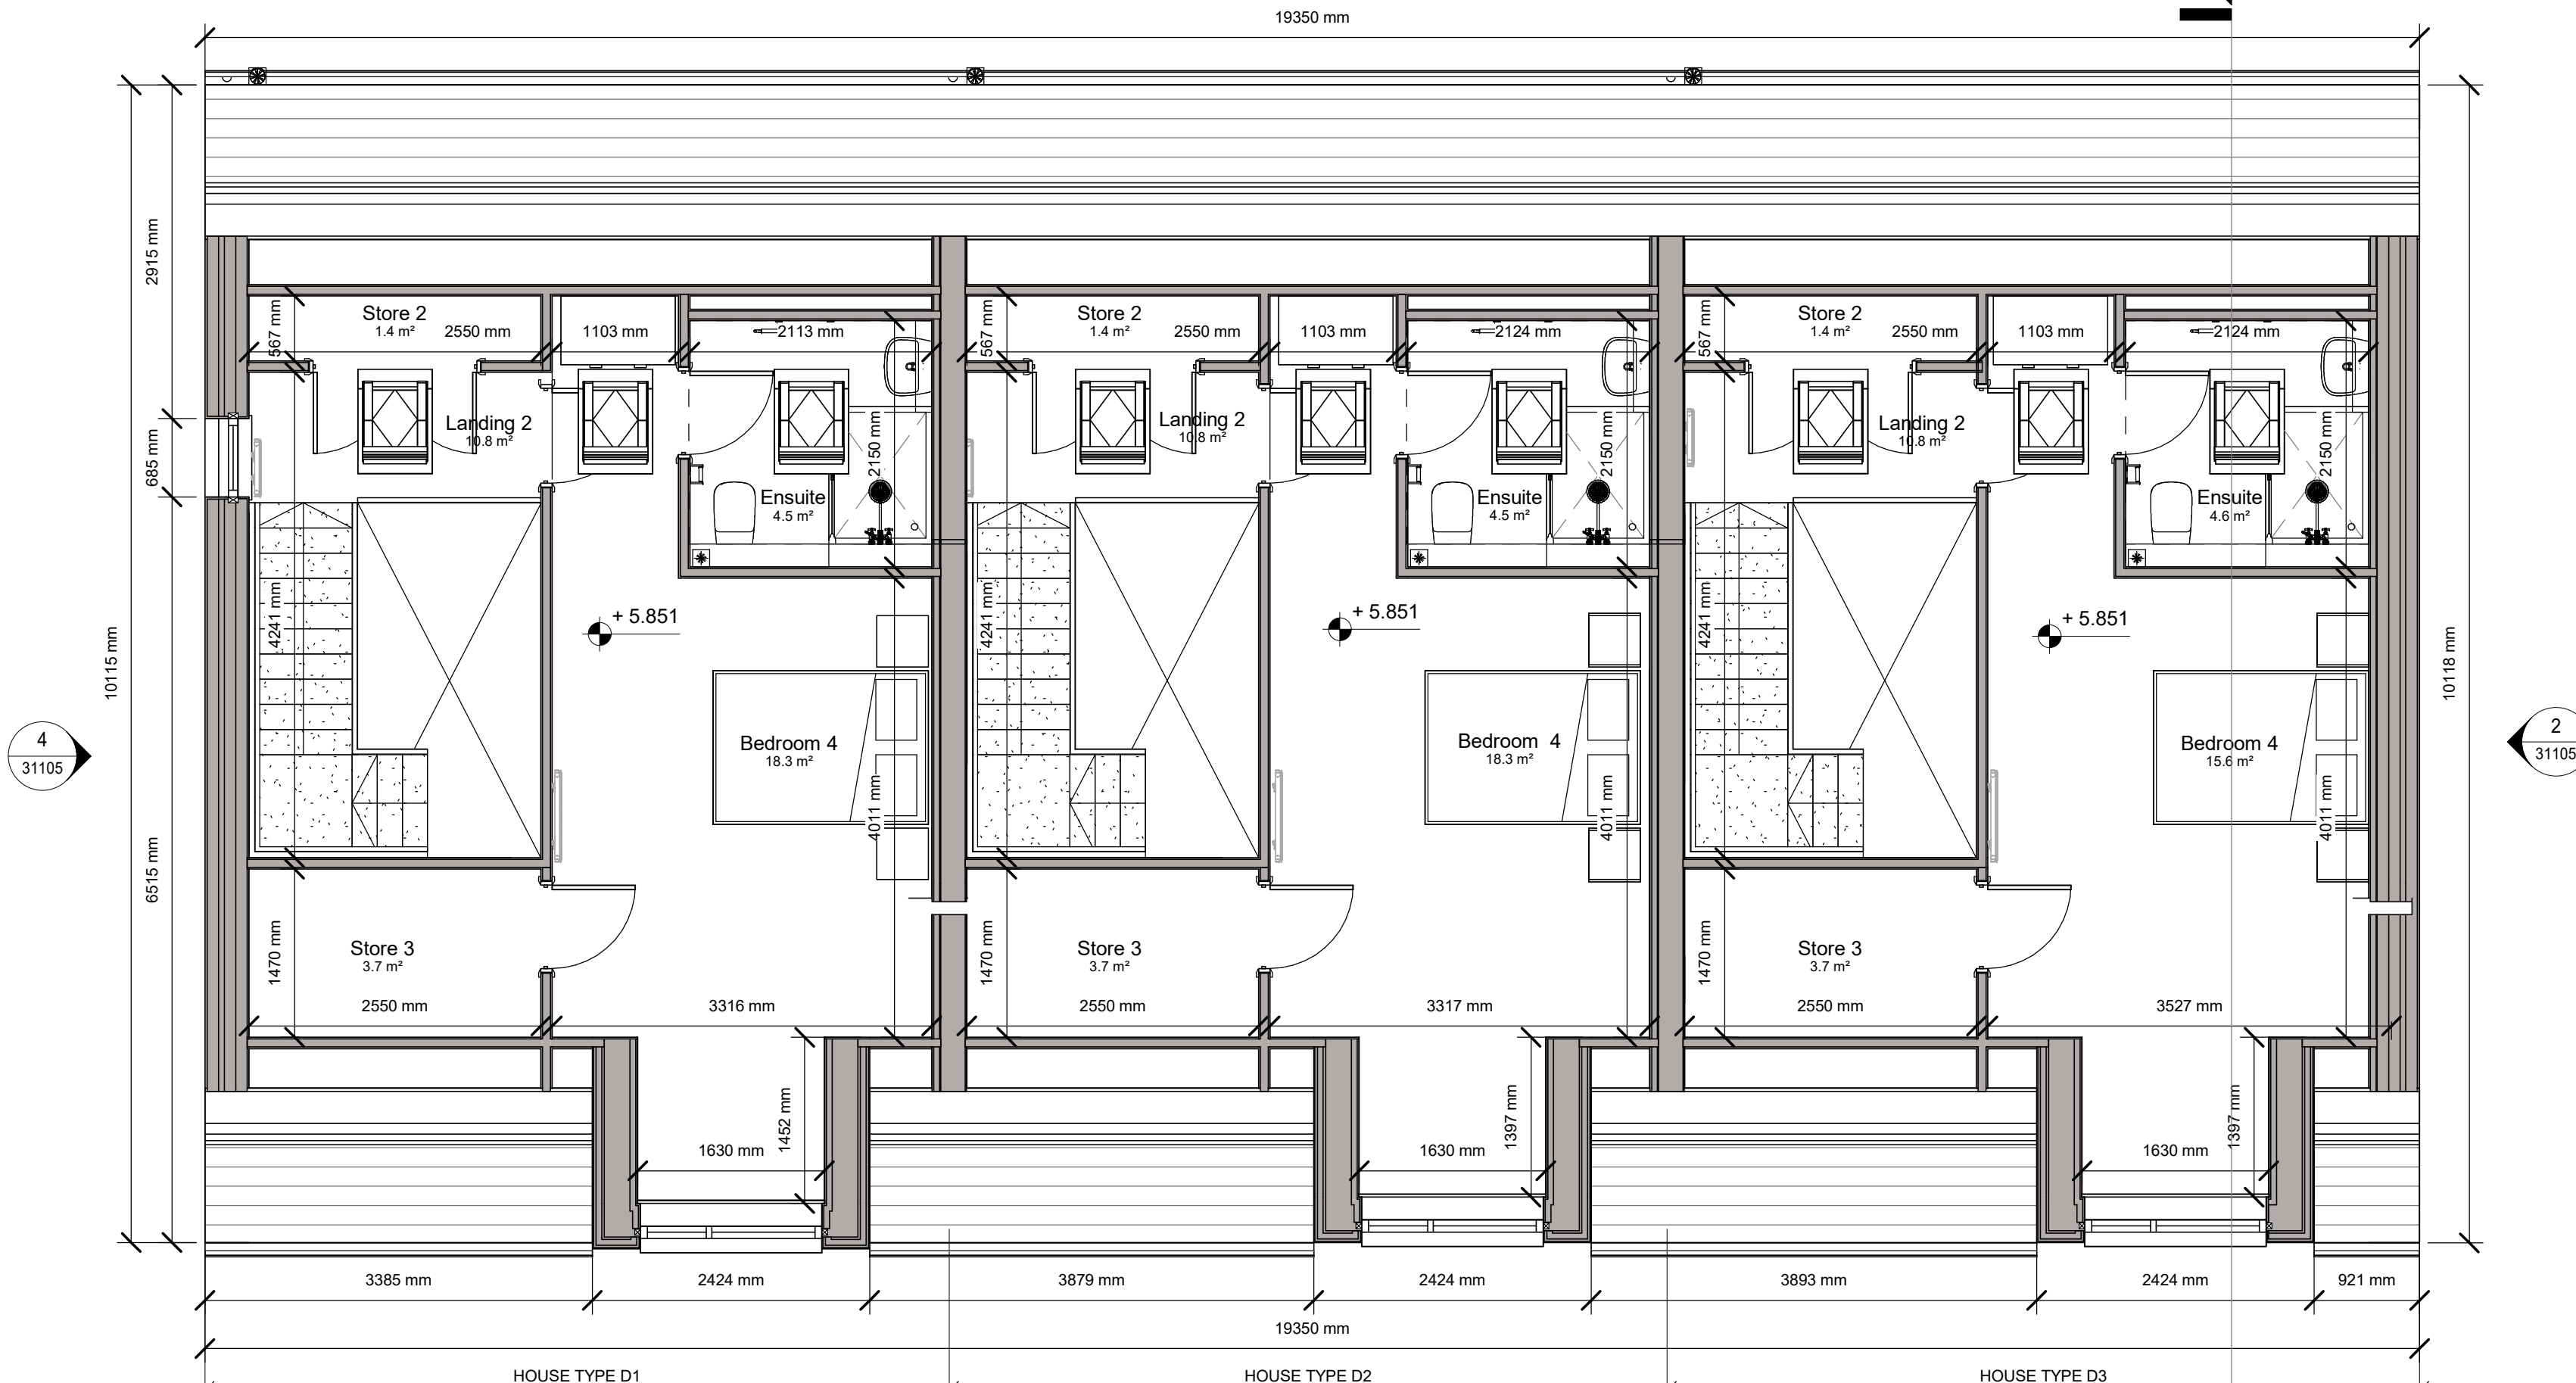 19350 mm
2915 mm
685 mm
6515 mm
10115 mm
10118 mm
4
31105
2
31105
Store 2
1.4 m²
2550 mm
567 mm
1103 mm
2113 mm
Landing 2
10.8 m²
2150 mm
Ensuite
4.5 m²
4241 mm
+ 5.851
Bedroom 4
18.3 m²
4011 mm
Store 3
3.7 m²
1470 mm
2550 mm
3316 mm
1452 mm
1630 mm
Store 2
1.4 m²
2550 mm
567 mm
1103 mm
2124 mm
Landing 2
10.8 m²
2150 mm
Ensuite
4.5 m²
4241 mm
+ 5.851
Bedroom 4
18.3 m²
4011 mm
Store 3
3.7 m²
1470 mm
2550 mm
3317 mm
1397 mm
1630 mm
Store 2
1.4 m²
2550 mm
567 mm
1103 mm
2124 mm
Landing 2
10.8 m²
2150 mm
Ensuite
4.6 m²
4241 mm
+ 5.851
Bedroom 4
15.6 m²
4011 mm
Store 3
3.7 m²
1470 mm
2550 mm
3527 mm
1397 mm
1630 mm
3385 mm
2424 mm
3879 mm
2424 mm
3893 mm
2424 mm
921 mm
19350 mm
HOUSE TYPE D1
HOUSE TYPE D2
HOUSE TYPE D3